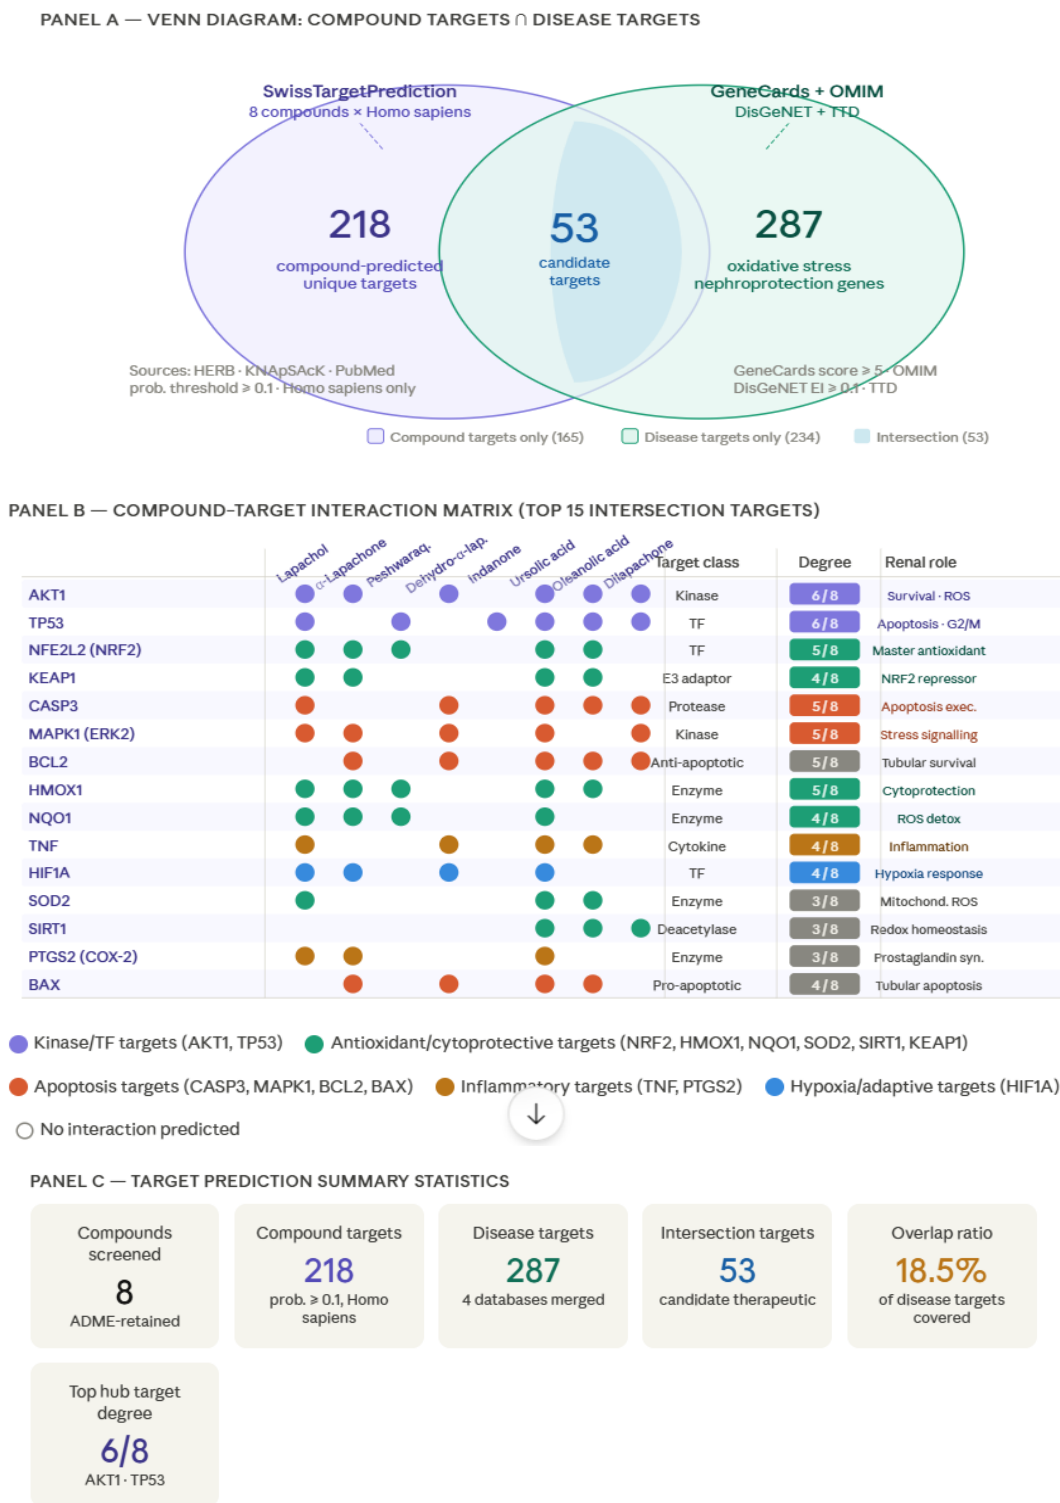 PANEL A — VENN DIAGRAM: COMPOUND TARGETS ∩ DISEASE TARGETS
SwissTargetPrediction
8 compounds × Homo sapiens
GeneCards + OMIM
DisGeNET + TTD
218
compound-predicted
unique targets
53
candidate
targets
287
oxidative stress
nephroprotection genes
Sources: HERB · KNApSAcK · PubMed
prob. threshold ≥ 0.1 · Homo sapiens only
GeneCards score ≥ 5 · OMIM
DisGeNET EI ≥ 0.1 · TTD
Compound targets only (165)
Disease targets only (234)
Intersection (53)
PANEL B — COMPOUND–TARGET INTERACTION MATRIX (TOP 15 INTERSECTION TARGETS)
Lapachol
α-Lapachone
Peshwaraq.
Dehydro-α-lap.
Indanone
Ursolic acid
Oleanolic acid
Dilapachone
Target class Degree Renal role
AKT1 Kinase 6/8 Survival · ROS
TP53 TF 6/8 Apoptosis · G2/M
NFE2L2 (NRF2) TF 5/8 Master antioxidant
KEAP1 E3 adaptor 4/8 NRF2 repressor
CASP3 Protease 5/8 Apoptosis exec.
MAPK1 (ERK2) Kinase 5/8 Stress signalling
BCL2 Anti-apoptotic 5/8 Tubular survival
HMOX1 Enzyme 5/8 Cytoprotection
NQO1 Enzyme 4/8 ROS detox
TNF Cytokine 4/8 Inflammation
HIF1A TF 4/8 Hypoxia response
SOD2 Enzyme 3/8 Mitochond. ROS
SIRT1 Deacetylase 3/8 Redox homeostasis
PTGS2 (COX-2) Enzyme 3/8 Prostaglandin syn.
BAX Pro-apoptotic 4/8 Tubular apoptosis
Kinase/TF targets (AKT1, TP53) Antioxidant/cytoprotective targets (NRF2, HMOX1, NQO1, SOD2, SIRT1, KEAP1)
Apoptosis targets (CASP3, MAPK1, BCL2, BAX) Inflammatory targets (TNF, PTGS2) Hypoxia/adaptive targets (HIF1A)
No interaction predicted
PANEL C — TARGET PREDICTION SUMMARY STATISTICS
Compounds
screened
8
ADME-retained
Compound targets
218
prob. ≥ 0.1, Homo
sapiens
Disease targets
287
4 databases merged
Intersection targets
53
candidate therapeutic
Overlap ratio
18.5%
of disease targets
covered
Top hub target
degree
6/8
AKT1 · TP53